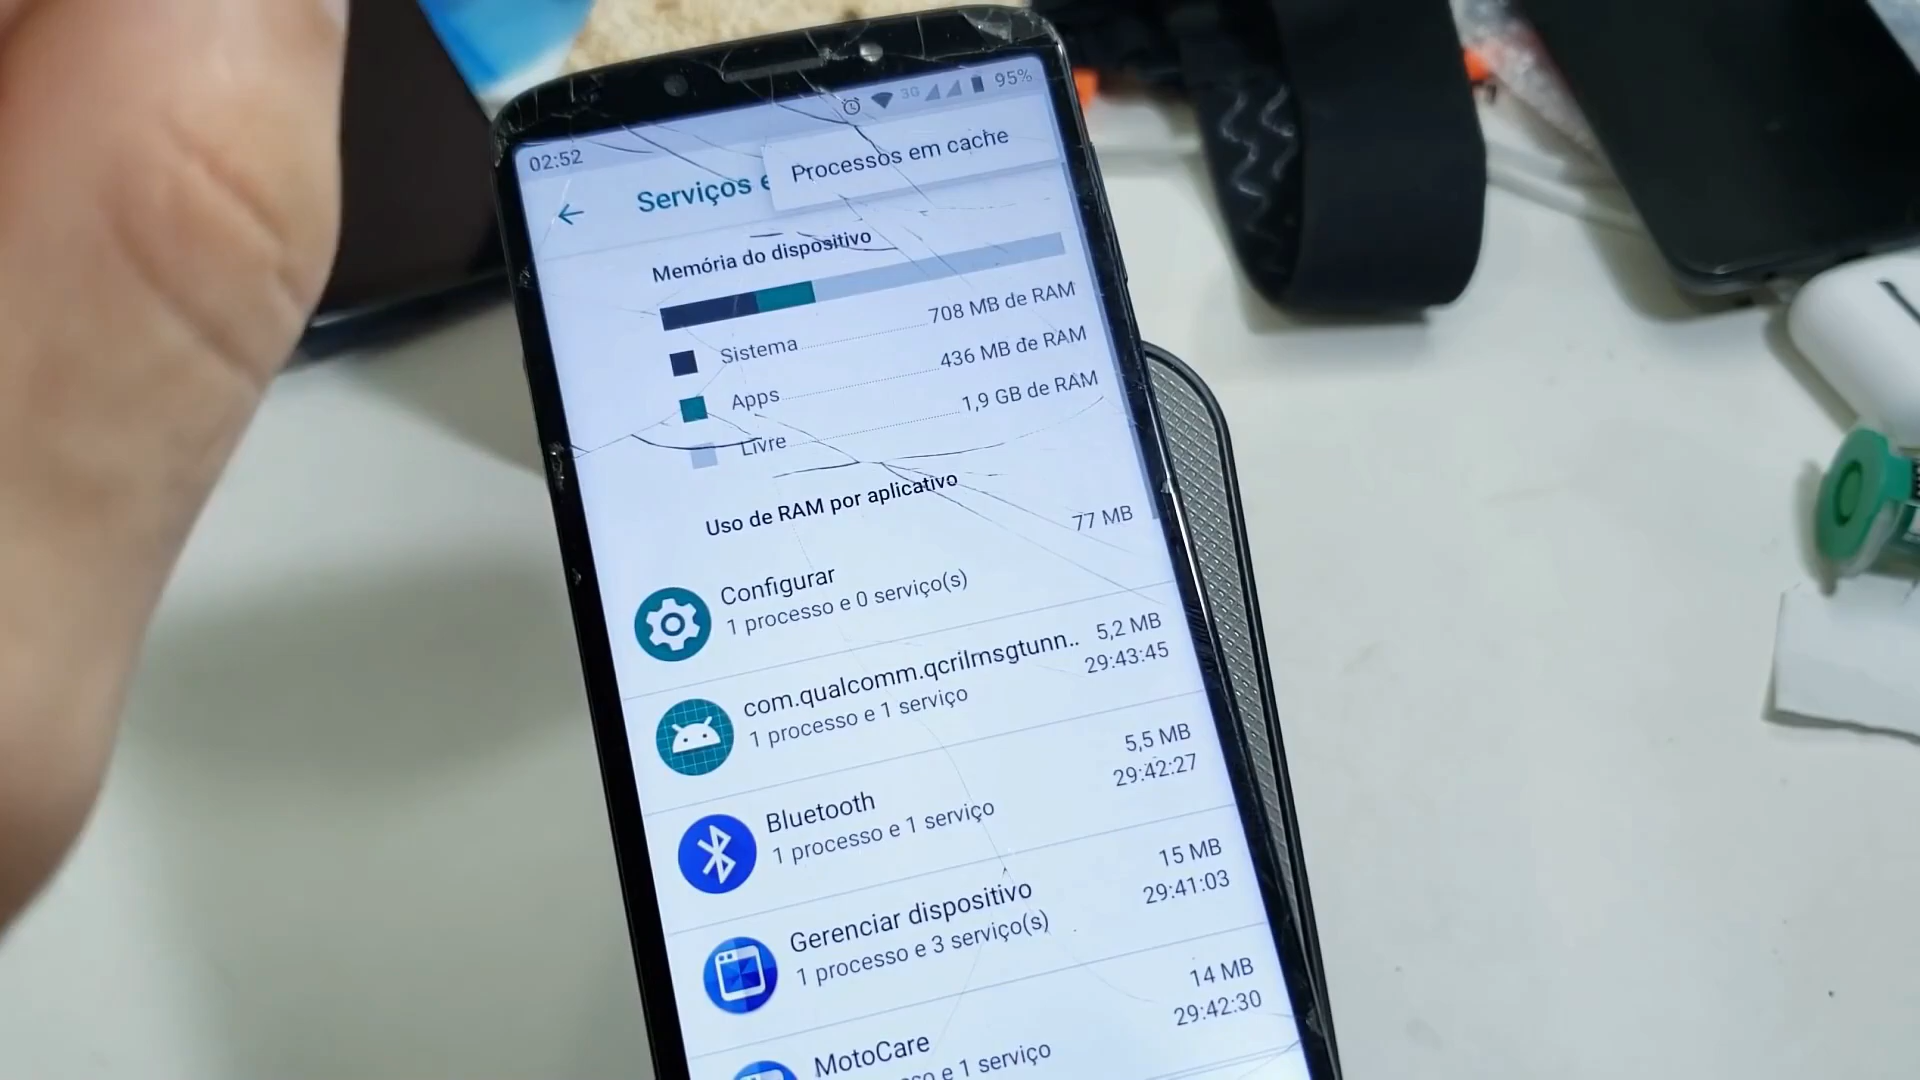 02:52
3G
95%
Serviços e
Processos em cache
Memória do dispositivo
Sistema 708 MB de RAM
Apps 436 MB de RAM
Livre 1,9 GB de RAM
Uso de RAM por aplicativo
Configurar 77 MB
1 processo e 0 serviço(s)
com.qualcomm.qcrilmsgtunn.. 5,2 MB
1 processo e 1 serviço 29:43:45
Bluetooth 5,5 MB
1 processo e 1 serviço 29:42:27
Gerenciar dispositivo 15 MB
1 processo e 3 serviço(s) 29:41:03
MotoCare 14 MB
e 1 serviço 29:42:30